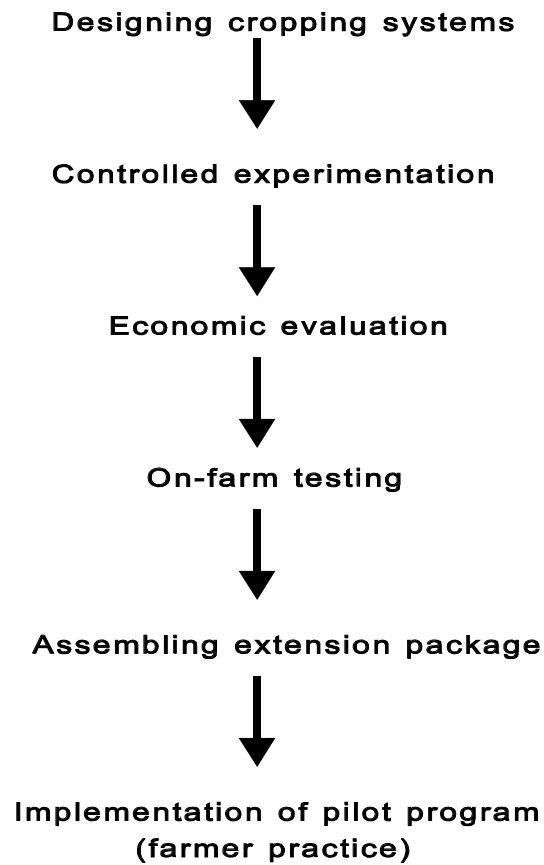 Designing cropping systems
Controlled experimentation
Economic evaluation
On-farm testing
Assembling extension package
Implementation of pilot program
(farmer practice)